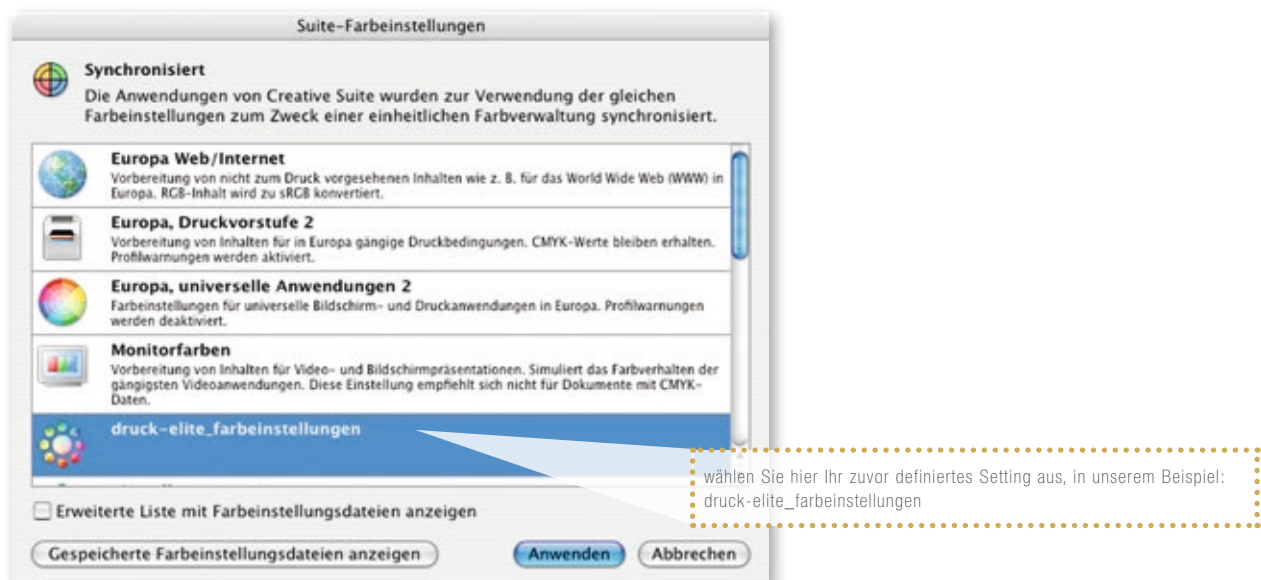 Suite-Farbeinstellungen
Synchronisiert
Die Anwendungen von Creative Suite wurden zur Verwendung der gleichen
Farbeinstellungen zum Zweck einer einheitlichen Farbverwaltung synchronisiert.
Europa Web/Internet
Vorbereitung von nicht zum Druck vorgesehenen Inhalten wie z. B. für das World Wide Web (WWW) in
Europa. RGB-Inhalt wird zu sRGB konvertiert.
Europa, Druckvorstufe 2
Vorbereitung von Inhalten für in Europa gängige Druckbedingungen. CMYK-Werte bleiben erhalten.
Profilwarnungen werden aktiviert.
Europa, universelle Anwendungen 2
Farbeinstellungen für universelle Bildschirm- und Druckanwendungen in Europa. Profilwarnungen
werden deaktiviert.
Monitorfarben
Vorbereitung von Inhalten für Video- und Bildschirmpräsentationen. Simuliert das Farbverhalten der
gängigsten Videoanwendungen. Diese Einstellung empfiehlt sich nicht für Dokumente mit CMYK-
Daten.
druck-elite_farbeinstellungen
wählen Sie hier Ihr zuvor definiertes Setting aus, in unserem Beispiel:
druck-elite_farbeinstellungen
Erweiterte Liste mit Farbeinstellungsdateien anzeigen
Gespeicherte Farbeinstellungsdateien anzeigen Anwenden Abbrechen